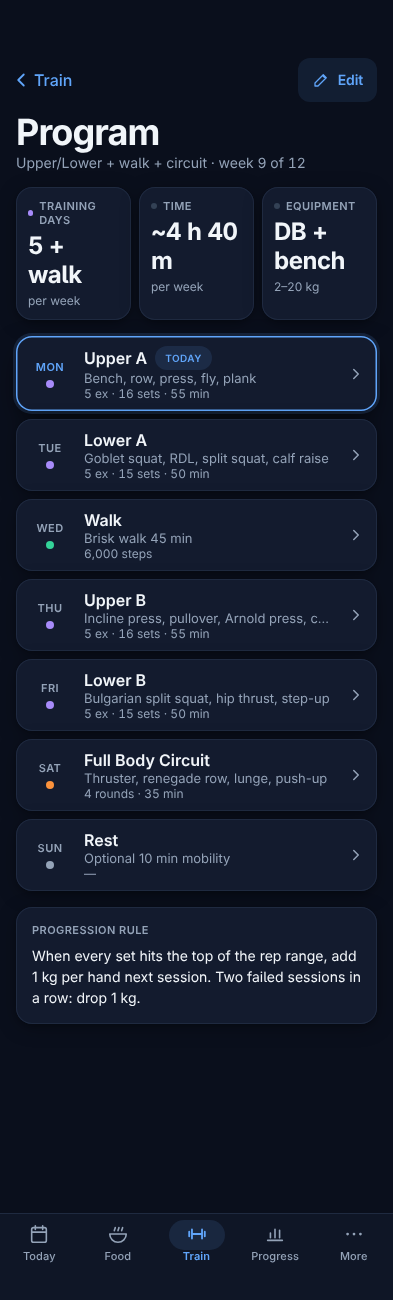 Train
Edit
Program
Upper/Lower + walk + circuit · week 9 of 12
TRAINING
DAYS
5 +
walk
per week
TIME
~4 h 40
m
per week
EQUIPMENT
DB +
bench
2–20 kg
MON
Upper A
TODAY
Bench, row, press, fly, plank
5 ex · 16 sets · 55 min
TUE
Lower A
Goblet squat, RDL, split squat, calf raise
5 ex · 15 sets · 50 min
WED
Walk
Brisk walk 45 min
6,000 steps
THU
Upper B
Incline press, pullover, Arnold press, c...
5 ex · 16 sets · 55 min
FRI
Lower B
Bulgarian split squat, hip thrust, step-up
5 ex · 15 sets · 50 min
SAT
Full Body Circuit
Thruster, renegade row, lunge, push-up
4 rounds · 35 min
SUN
Rest
Optional 10 min mobility
—
PROGRESSION RULE
When every set hits the top of the rep range, add
1 kg per hand next session. Two failed sessions in
a row: drop 1 kg.
Today
Food
Train
Progress
More